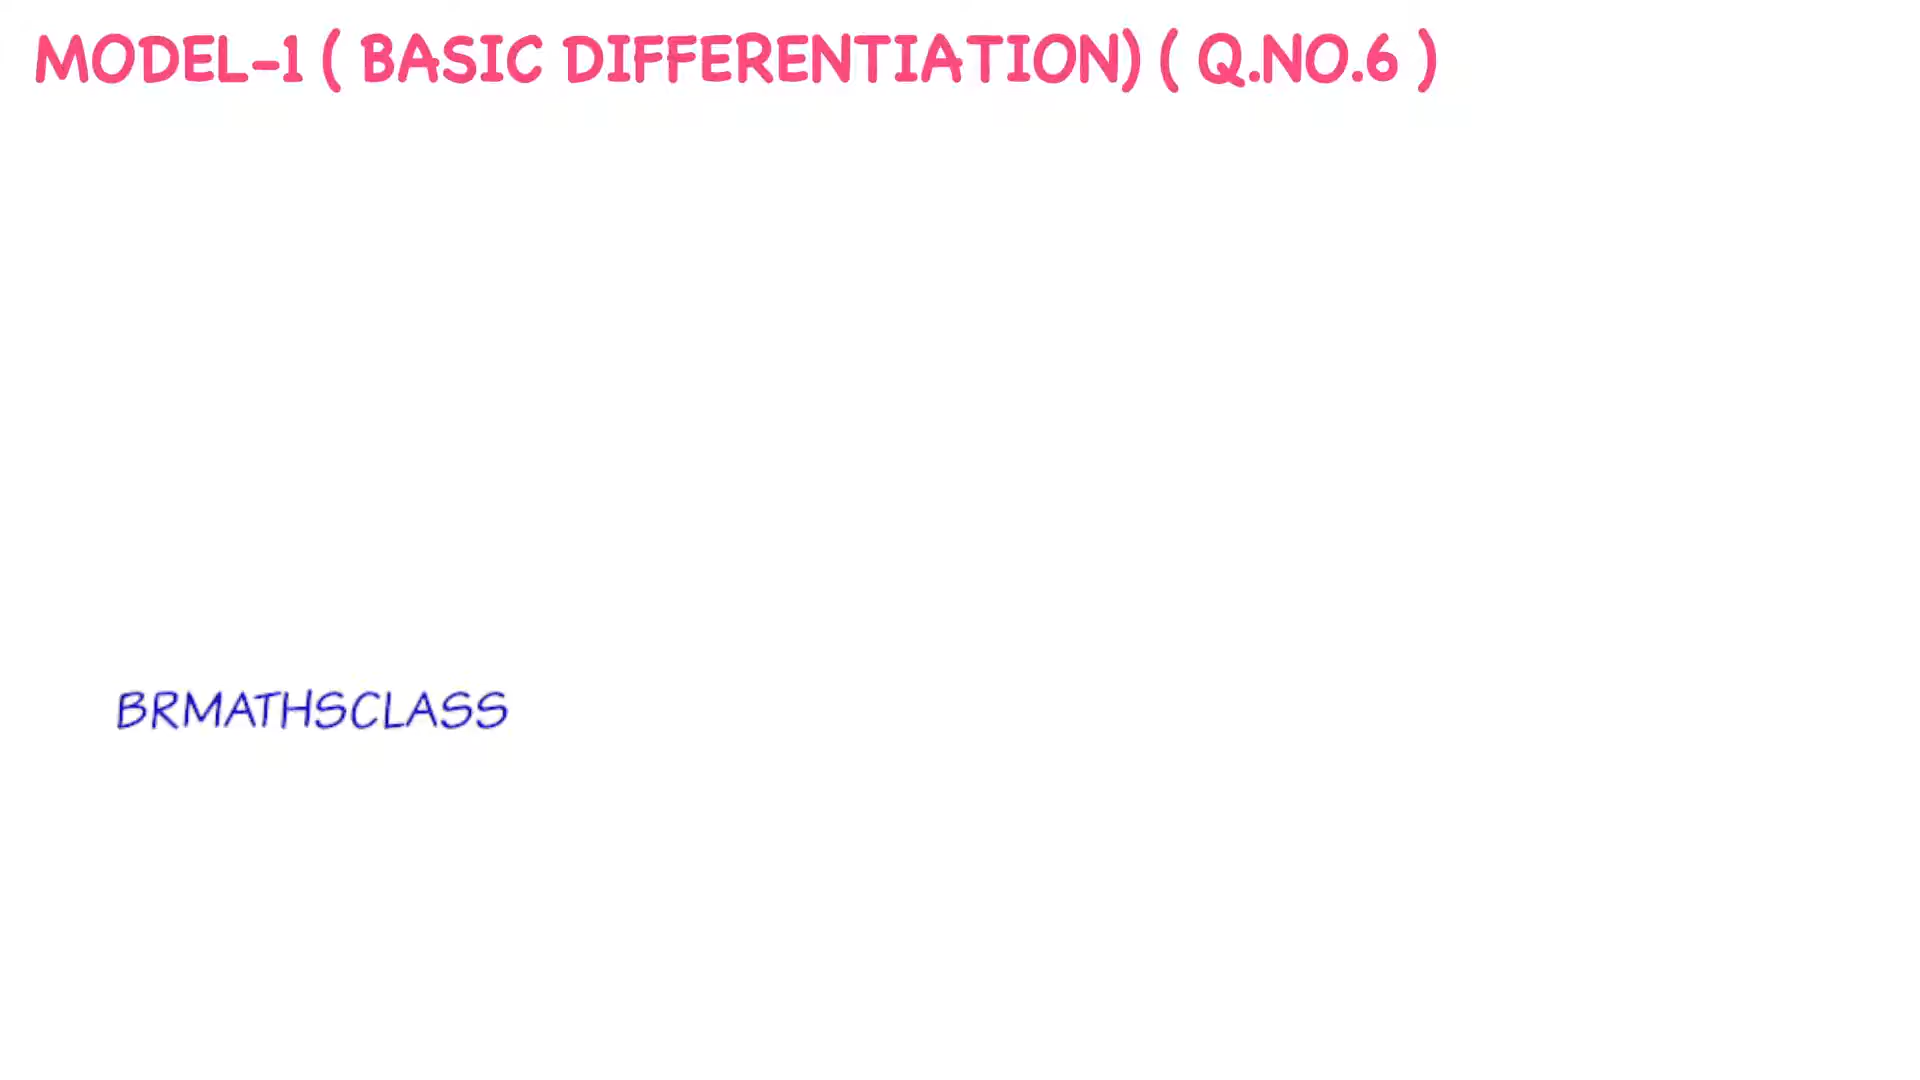 MODEL-1 ( BASIC DIFFERENTIATION) ( Q.NO.6 )
BRMATHSCLASS